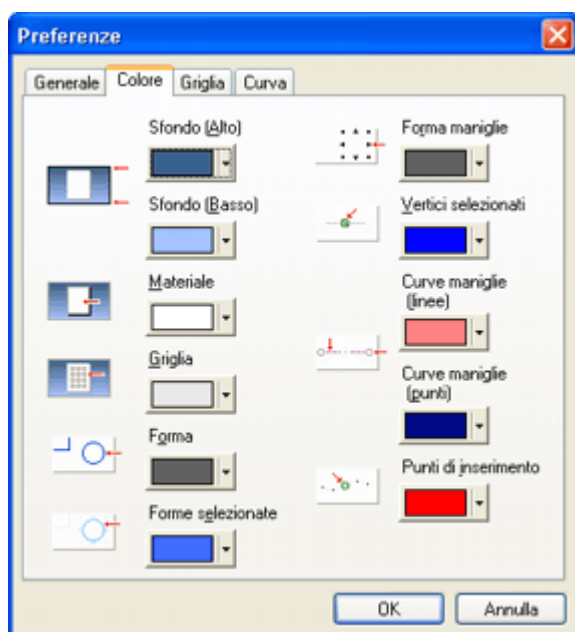 Preferenze
Generale Colore Griglia Curva
Sfondo (Alto)
Sfondo (Basso)
Materiale
Griglia
Forma
Forme selezionate
Forma maniglie
Vertici selezionati
Curve maniglie
(linee)
Curve maniglie
(punti)
Punti di inserimento
OK Annulla